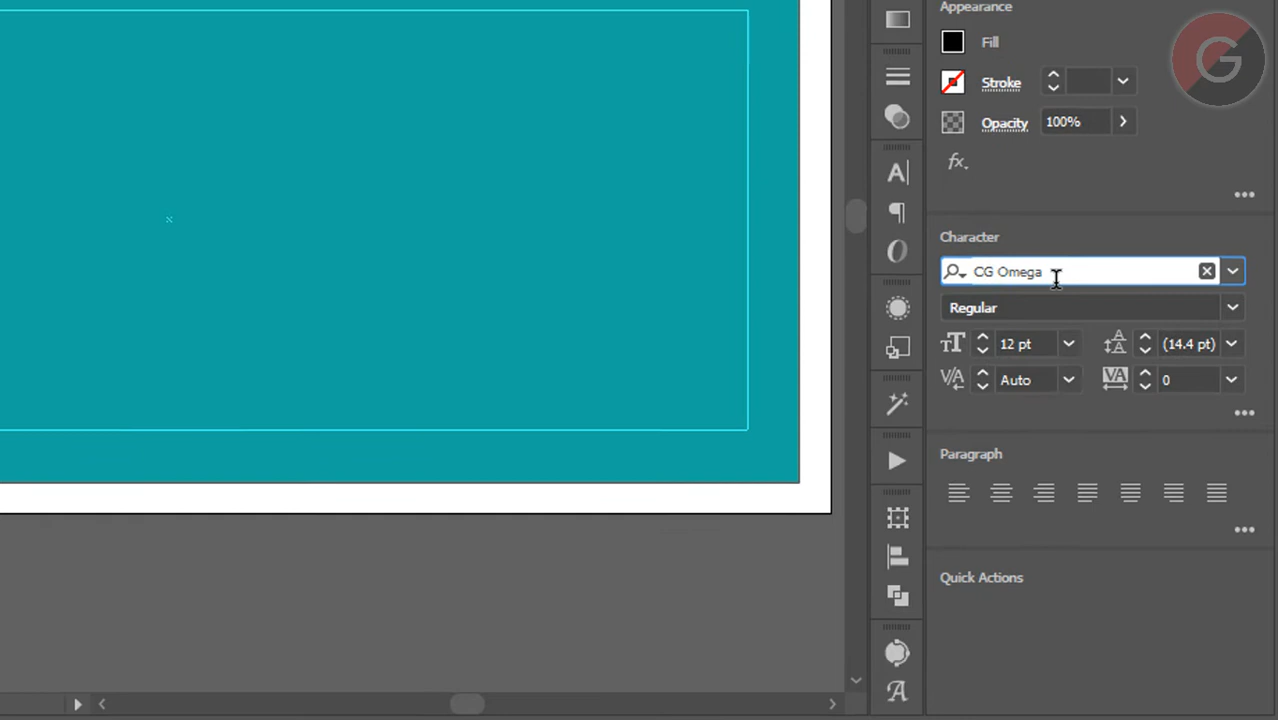 Appearance
Fill
Stroke
Opacity 100%
fx.
Character
CG Omega
Regular
12 pt (14.4 pt)
Auto 0
Paragraph
Quick Actions
G